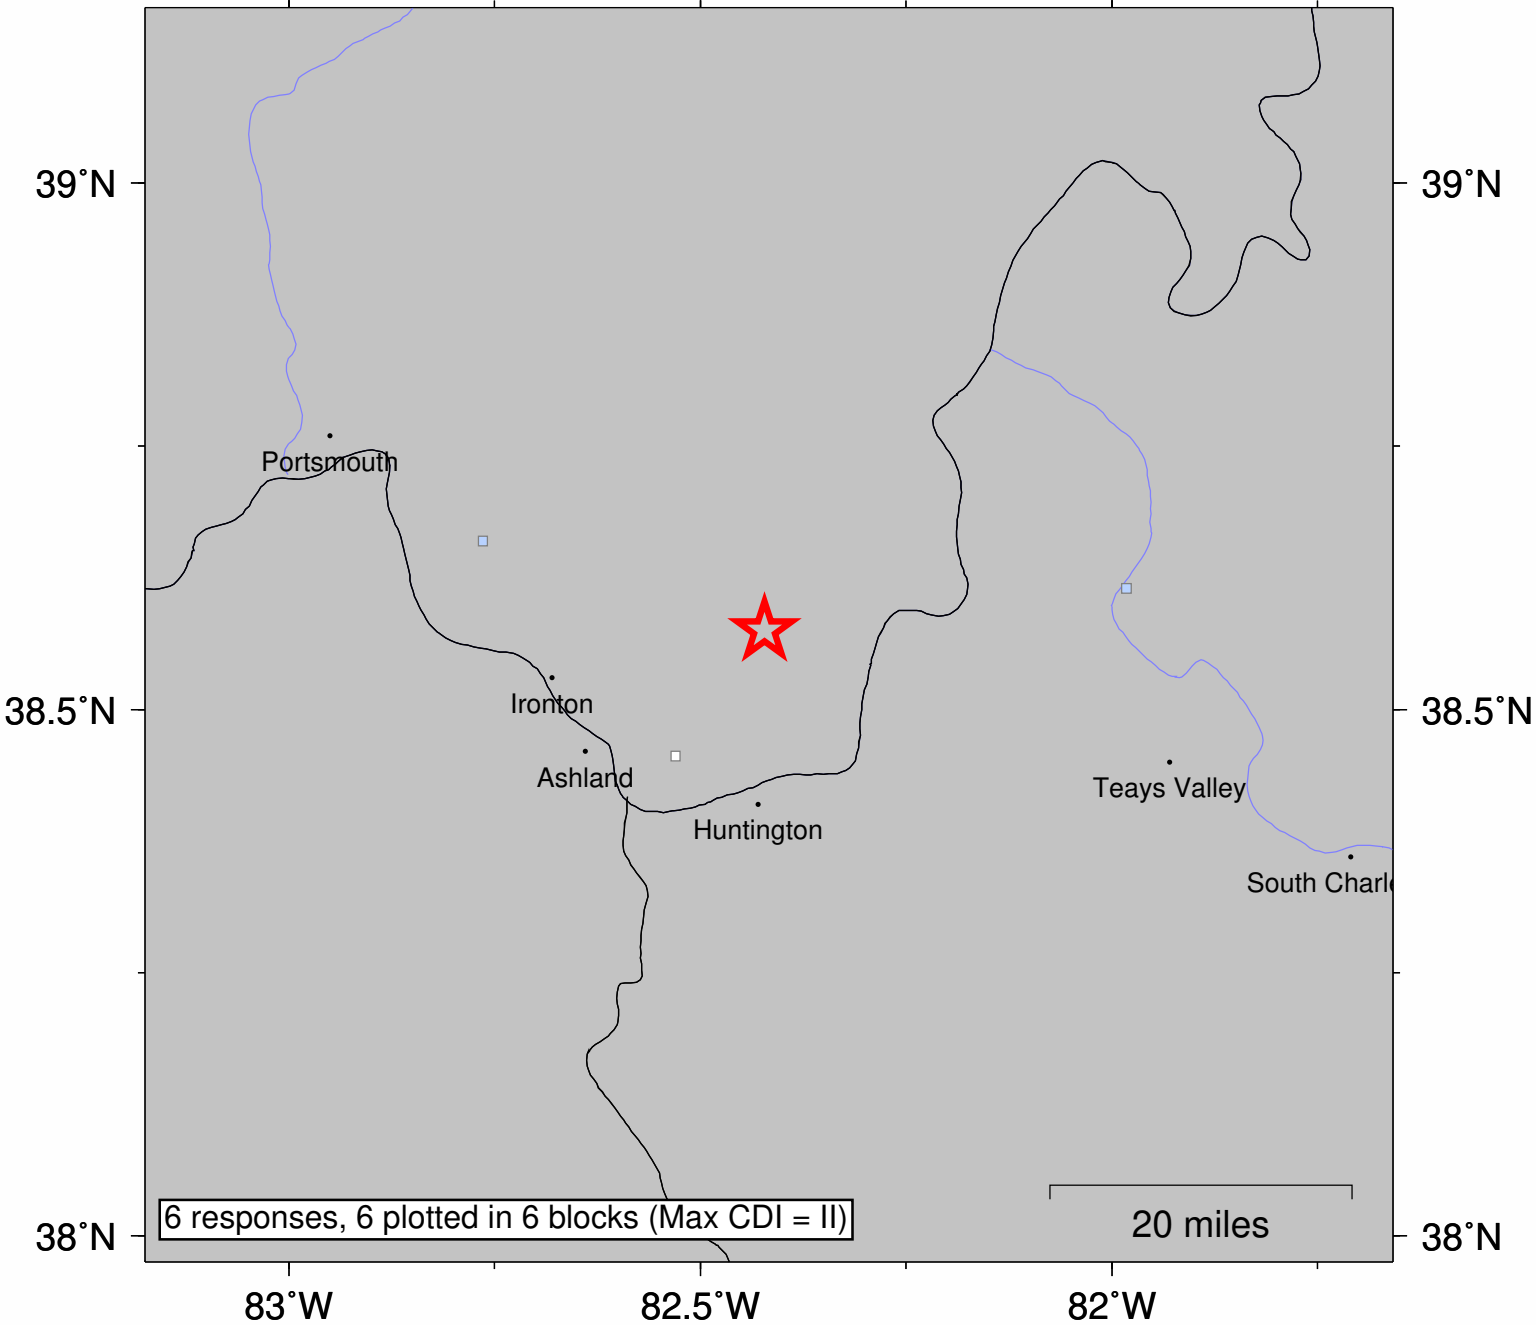 39˚N
39˚N
Portsmouth
Ironton
38.5˚N
38.5˚N
Ashland
Teays Valley
Huntington
South Charle
6 responses, 6 plotted in 6 blocks (Max CDI = II)
20 miles
38˚N
38˚N
83˚W
82.5˚W
82˚W